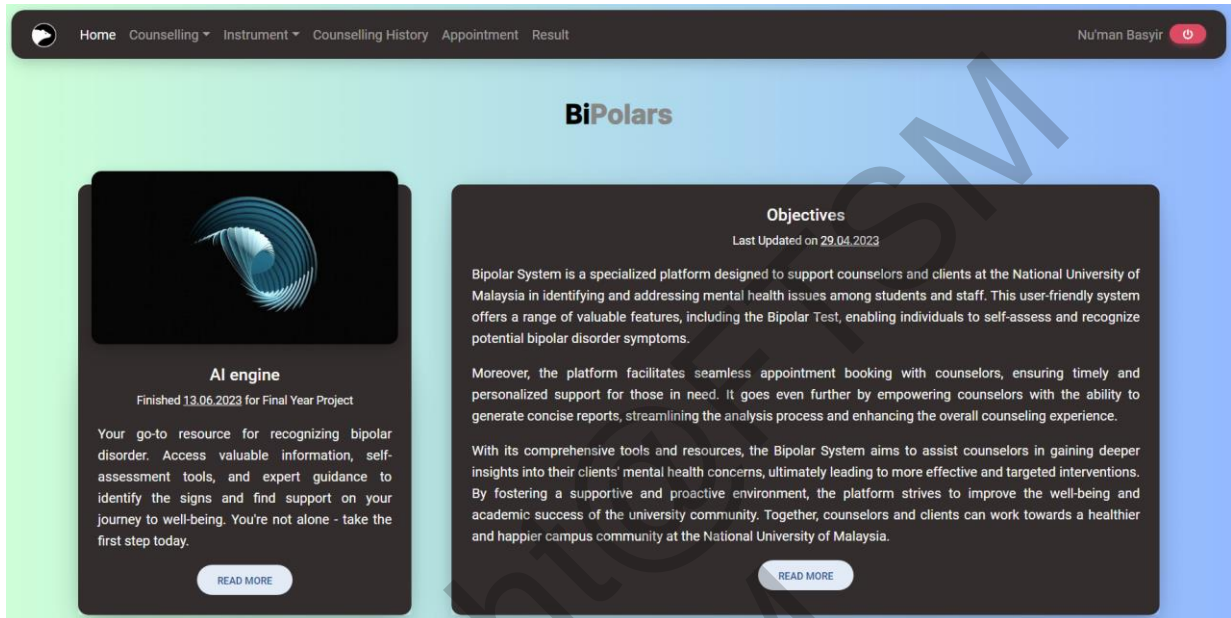 Home Counselling Instrument Counselling History Appointment Result Nu'man Basyir
BiPolars
AI engine
Finished 13.06.2023 for Final Year Project
Your go-to resource for recognizing bipolar
disorder. Access valuable information, self-
assessment tools, and expert guidance to
identify the signs and find support on your
journey to well-being. You're not alone - take the
first step today.
READ MORE
Objectives
Last Updated on 29.04.2023
Bipolar System is a specialized platform designed to support counselors and clients at the National University of
Malaysia in identifying and addressing mental health issues among students and staff. This user-friendly system
offers a range of valuable features, including the Bipolar Test, enabling individuals to self-assess and recognize
potential bipolar disorder symptoms.
Moreover, the platform facilitates seamless appointment booking with counselors, ensuring timely and
personalized support for those in need. It goes even further by empowering counselors with the ability to
generate concise reports, streamlining the analysis process and enhancing the overall counseling experience.
With its comprehensive tools and resources, the Bipolar System aims to assist counselors in gaining deeper
insights into their clients' mental health concerns, ultimately leading to more effective and targeted interventions.
By fostering a supportive and proactive environment, the platform strives to improve the well-being and
academic success of the university community. Together, counselors and clients can work towards a healthier
and happier campus community at the National University of Malaysia.
READ MORE
ht@FTSM